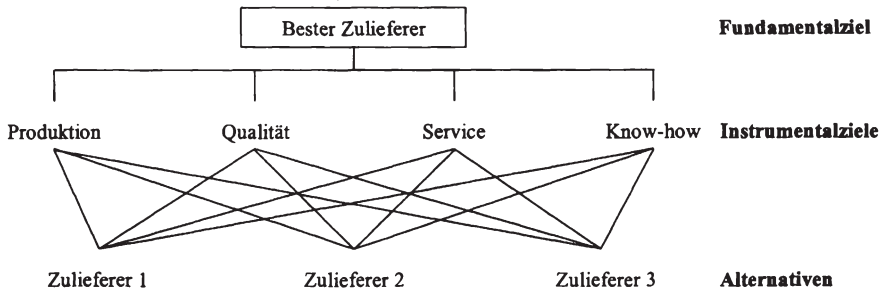 Bester Zulieferer Fundamentalziel
Produktion Qualität Service Know-how Instrumentalziele
Zulieferer 1 Zulieferer 2 Zulieferer 3 Alternativen